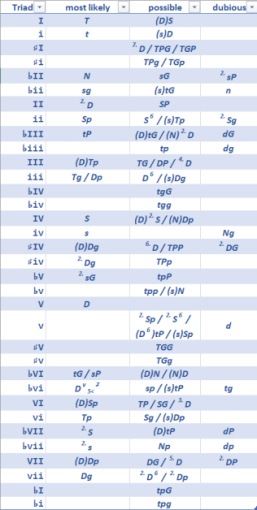 Triad most likely possible dubious
I T (D)S
i t (s)D
♯I 2. D / TPG / TGP
♯i TPg / TGp
♭II N sG 2. sP
♭ii sg (s)tG n
II 2. D SP
ii Sp S 6 / (s)Tp 2. Sg
♭III tP (D)tG / (N) 2. D dG
♭iii tp dg
III (D)Tp TG / DP / 4. D
iii Tg / Dp D 6 / (s)Dg
♭IV tgG
♭iv tgg
IV S (D) 2. S / (N)Dp
iv s Ng
♯IV (D)Dg 6. D / TPP 2. DG
♯iv 2. Dg TPp
♭V 2. sG tpP
♭v tpp / (s)N
V D
v 2. Sp / 2. S 6 / (D 6 )tP / (s)Sp d
♯V TGG
♯v TGg
♭VI tG / sP (D)N / (N)D
♭vi sp / (s)tP tg
VI (D)Sp TP / SG / 3. D
vi Tp Sg / (s)Dp
♭VII 2. S (D)tP dP
♭vii 2. s Np dp
VII (D)Dp DG / 5. D 2. DP
vii Dg 2. D 6 / 2. Dp
♭I tpG
♭i tpg